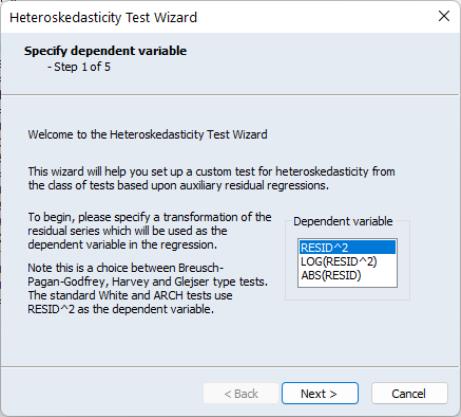 Heteroskedasticity Test Wizard
Specify dependent variable
- Step 1 of 5
Welcome to the Heteroskedasticity Test Wizard
This wizard will help you set up a custom test for heteroskedasticity from
the class of tests based upon auxiliary residual regressions.
To begin, please specify a transformation of the
residual series which will be used as the
dependent variable in the regression.
Note this is a choice between Breusch-
Pagan-Godfrey, Harvey and Glejser type tests.
The standard White and ARCH tests use
RESID^2 as the dependent variable.
Dependent variable
RESID^2
LOG(RESID^2)
ABS(RESID)
< Back
Next >
Cancel